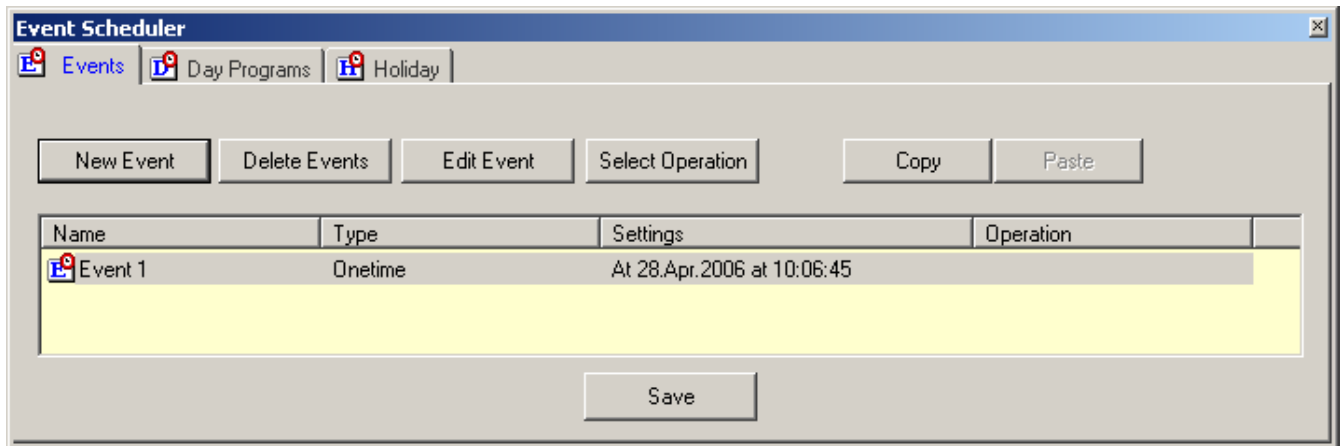 Event Scheduler
E Events D Day Programs H Holiday
New Event Delete Events Edit Event Select Operation Copy Paste
Name Type Settings Operation
E Event 1 Onetime At 28.Apr.2006 at 10:06:45
Save